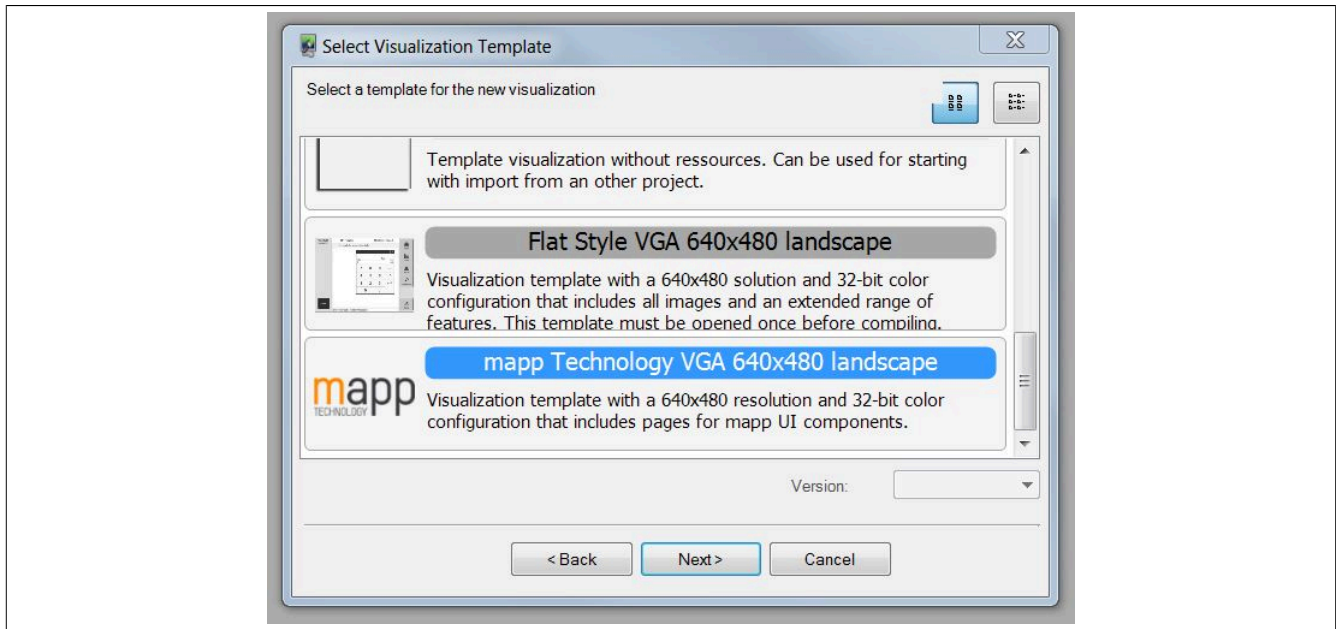 Select Visualization Template
Select a template for the new visualization
Template visualization without ressources. Can be used for starting
with import from an other project.
Flat Style VGA 640x480 landscape
Visualization template with a 640x480 solution and 32-bit color
configuration that includes all images and an extended range of
features. This template must be opened once before compiling.
mapp
TECHNOLOGY
mapp Technology VGA 640x480 landscape
Visualization template with a 640x480 resolution and 32-bit color
configuration that includes pages for mapp UI components.
Version:
< Back
Next >
Cancel